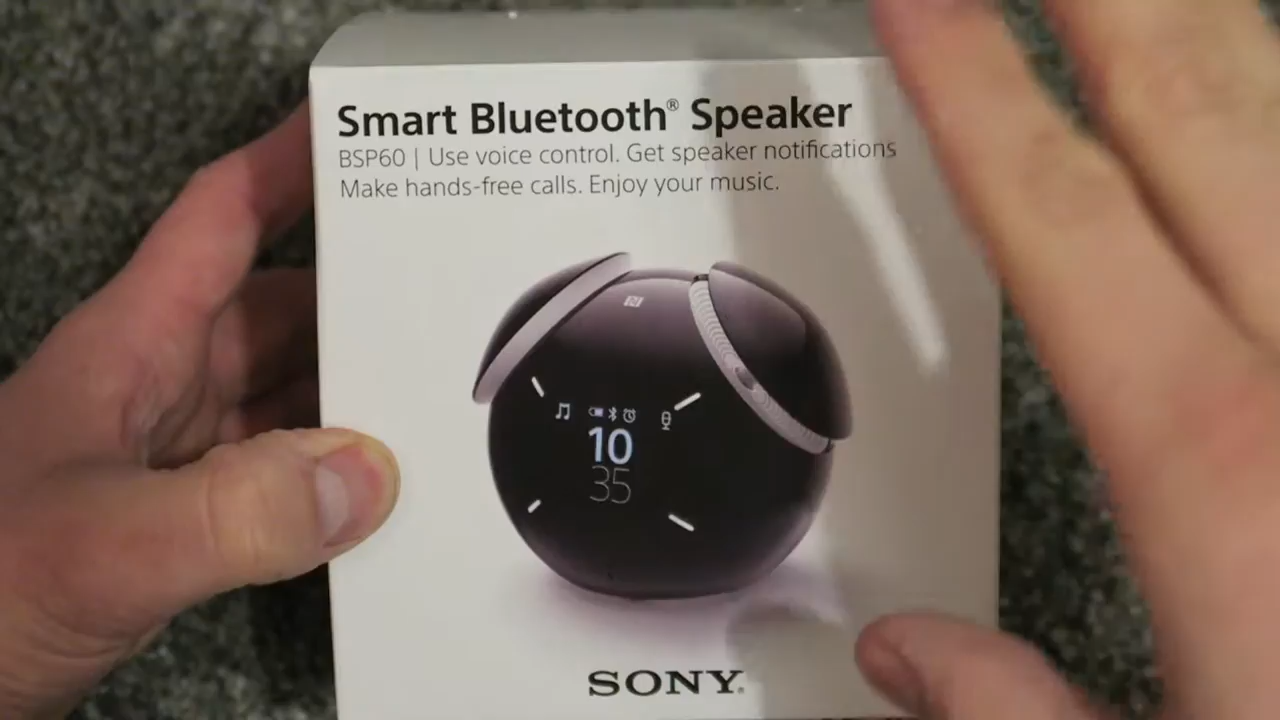 Smart Bluetooth® Speaker
BSP60 | Use voice control. Get speaker notifications
Make hands-free calls. Enjoy your music.
10
35
SONY